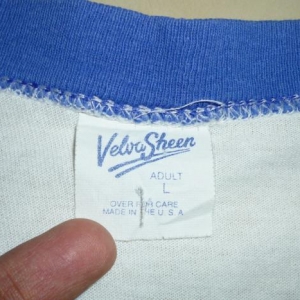 Velva Sheen
ADULT
L
OVER FOR CARE
MADE IN THE U.S.A.